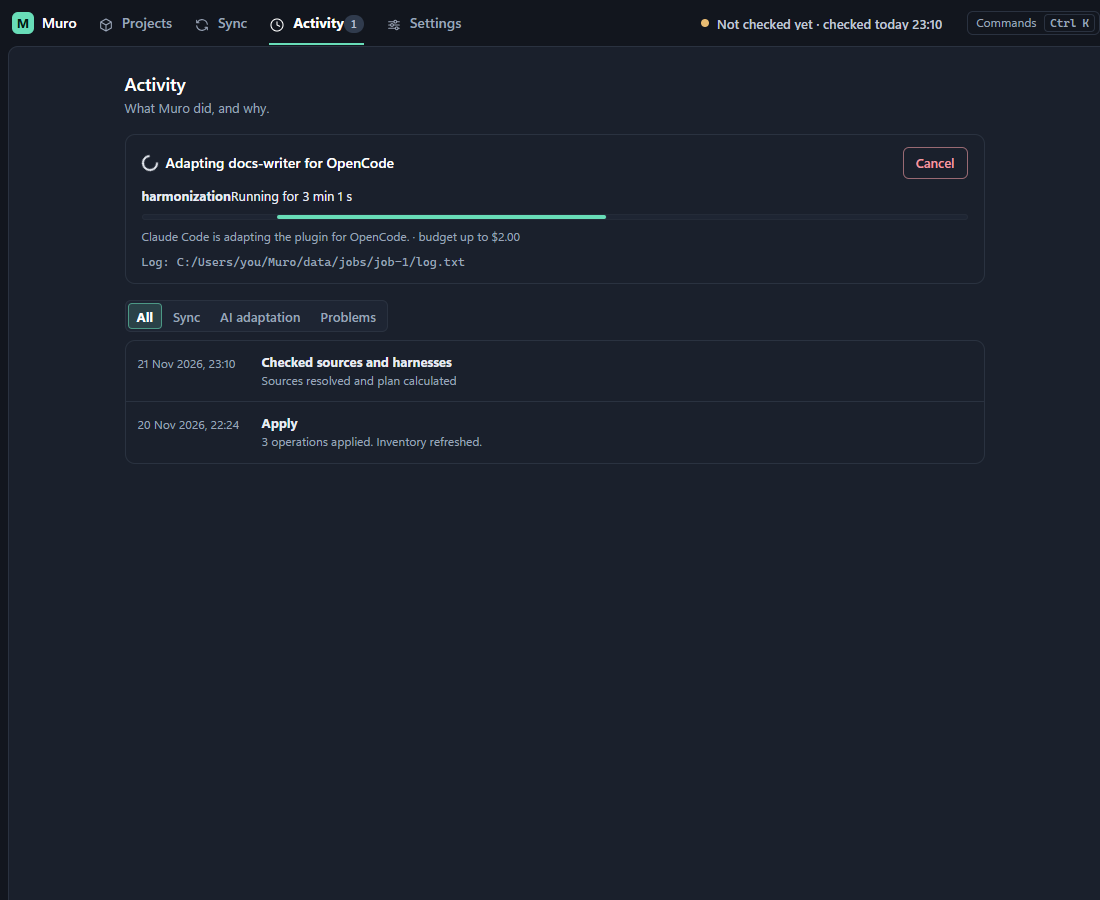 M Muro Projects Sync Activity 1 Settings Not checked yet · checked today 23:10 Commands Ctrl K
Activity
What Muro did, and why.
Adapting docs-writer for OpenCode Cancel
harmonizationRunning for 3 min 1 s
Claude Code is adapting the plugin for OpenCode. · budget up to $2.00
Log: C:/Users/you/Muro/data/jobs/job-1/log.txt
All Sync AI adaptation Problems
21 Nov 2026, 23:10 Checked sources and harnesses
Sources resolved and plan calculated
20 Nov 2026, 22:24 Apply
3 operations applied. Inventory refreshed.